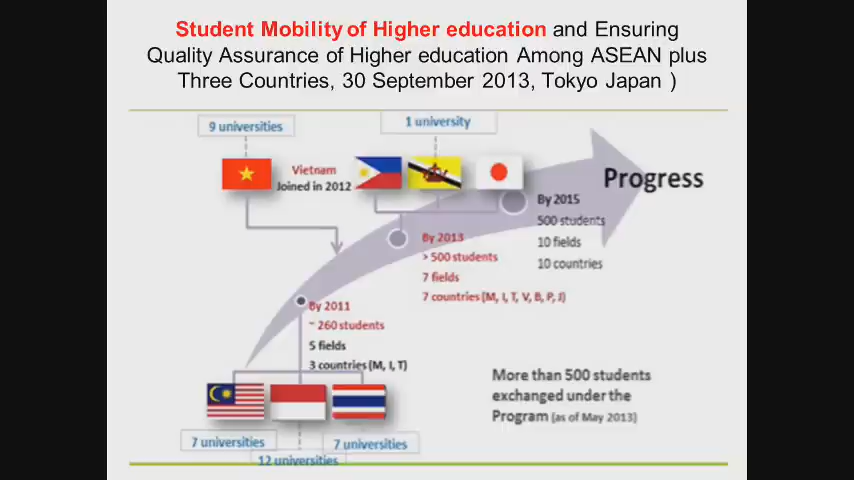 Student Mobility of Higher education and Ensuring
Quality Assurance of Higher education Among ASEAN plus
Three Countries, 30 September 2013, Tokyo Japan )
9 universities
1 university
Vietnam
Joined in 2012
Progress
By 2015
500 students
10 fields
10 countries
By 2013
> 500 students
7 fields
7 countries (M, I, T, V, B, P, J)
By 2011
~ 260 students
5 fields
3 countries (M, I, T)
More than 500 students
exchanged under the
Program (as of May 2013)
7 universities
12 universities
7 universities